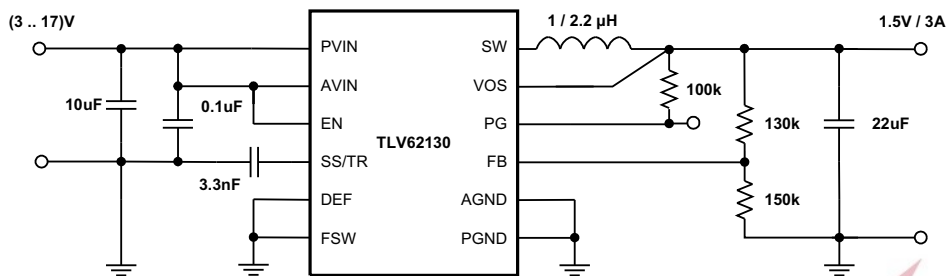 (3 .. 17)V
1 / 2.2 µH
1.5V / 3A
PVIN
SW
AVIN
VOS
10uF
0.1uF
100k
EN
PG
130k
22uF
TLV62130
SS/TR
FB
3.3nF
150k
DEF
AGND
FSW
PGND